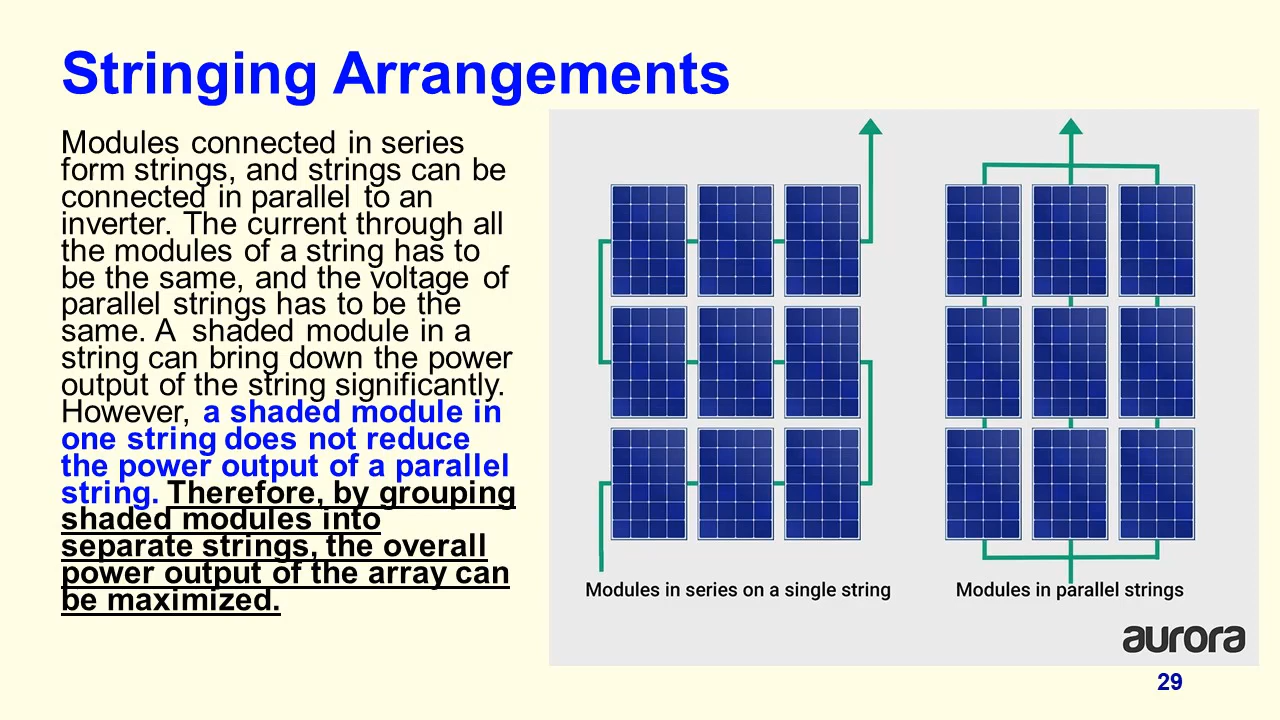 Stringing Arrangements
Modules connected in series
form strings, and strings can be
connected in parallel to an
inverter. The current through all
the modules of a string has to
be the same, and the voltage of
parallel strings has to be the
same. A  shaded module in a
string can bring down the power
output of the string significantly.
However, a shaded module in
one string does not reduce
the power output of a parallel
string. Therefore, by grouping
shaded modules into
separate strings, the overall
power output of the array can
be maximized.
Modules in series on a single string
Modules in parallel strings
aurora
29